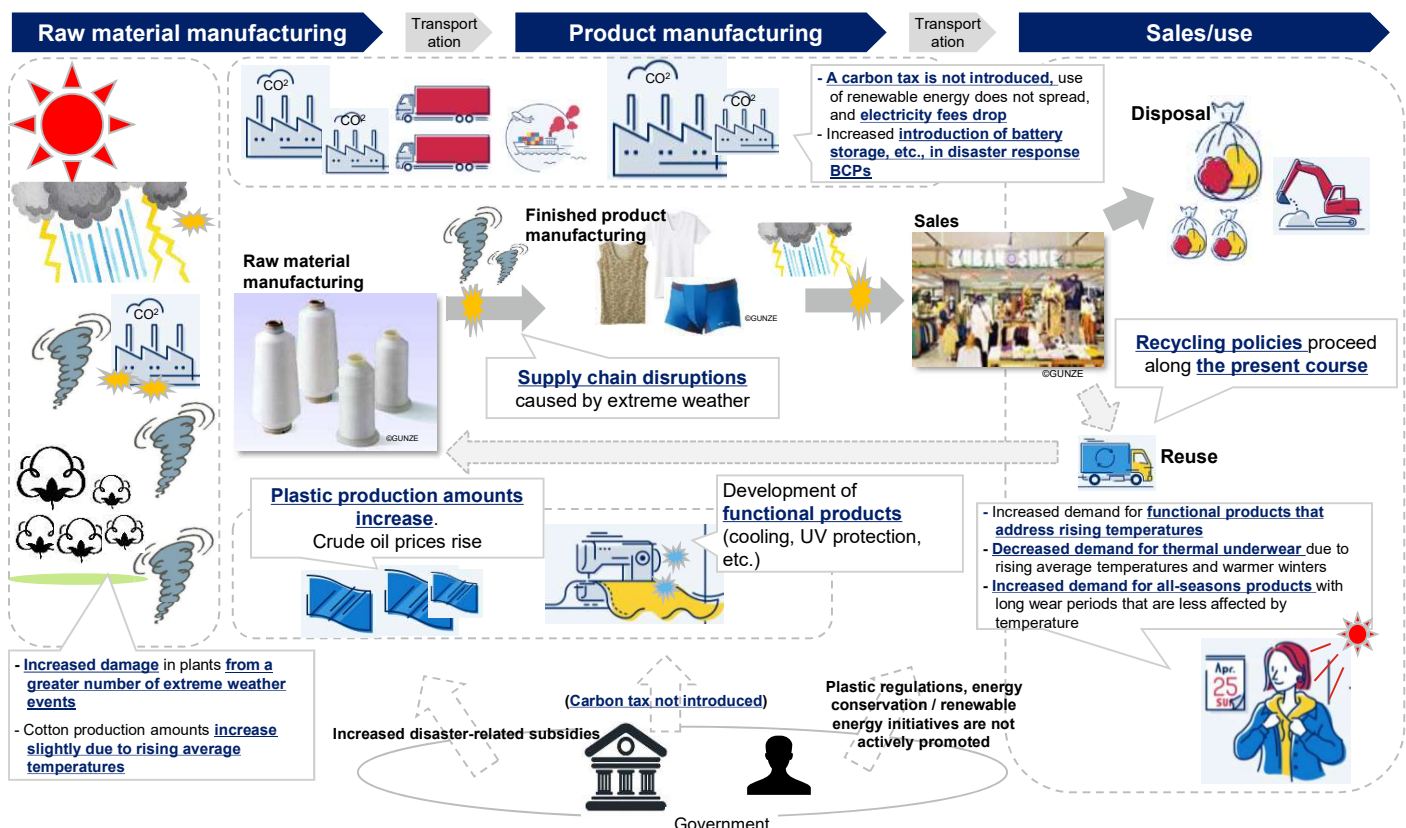 Raw material manufacturing
Transport
ation
Product manufacturing
Transport
ation
Sales/use
CO²
CO²
CO²
CO²
- A carbon tax is not introduced, use
of renewable energy does not spread,
and electricity fees drop
- Increased introduction of battery
storage, etc., in disaster response
BCPs
Disposal
Raw material
manufacturing
Finished product
manufacturing
Sales
©GUNZE
©GUNZE
©GUNZE
CO²
Supply chain disruptions
caused by extreme weather
Recycling policies proceed
along the present course
Reuse
Plastic production amounts
increase.
Crude oil prices rise
Development of
functional products
(cooling, UV protection,
etc.)
- Increased demand for functional products that
address rising temperatures
- Decreased demand for thermal underwear due to
rising average temperatures and warmer winters
- Increased demand for all-seasons products with
long wear periods that are less affected by
temperature
Apr.
25
SUN
- Increased damage in plants from a
greater number of extreme weather
events
- Cotton production amounts increase
slightly due to rising average
temperatures
Increased disaster-related subsidies
(Carbon tax not introduced)
Plastic regulations, energy
conservation / renewable
energy initiatives are not
actively promoted
Government